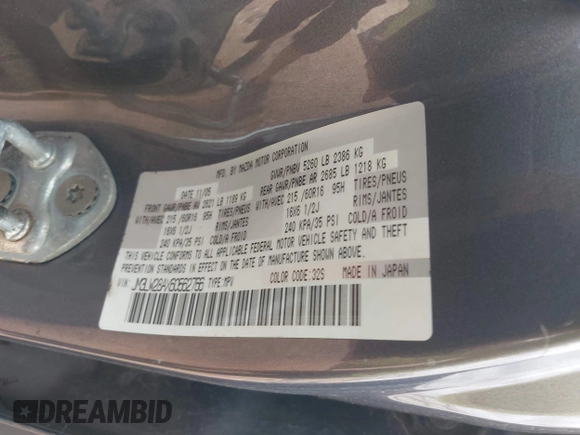 MFD. BY MAZDA MOTOR CORPORATION
DATE 11/05 GVWR/PNBV 5260 LB 2386 KG
FRONT GAWR/PNBE AV 2621 LB 1189 KG REAR GAWR/PNBE AR 2685 LB 1218 KG
WITH/AVEC 215/60R16 95H TIRES/PNEUS WITH/AVEC 215/60R16 95H TIRES/PNEUS
16X6 1/2J RIMS/JANTES 16X6 1/2J RIMS/JANTES
240 KPA/35 PSI COLD/A FROID 240 KPA/35 PSI COLD/A FROID
THIS VEHICLE CONFORMS TO ALL APPLICABLE FEDERAL MOTOR VEHICLE SAFETY BUMPER, AND THEFT
PREVENTION STANDARDS IN EFFECT ON THE DATE OF MANUFACTURE SHOWN ABOVE.
VIN: TYPE:MPV COLOR CODE:32S MADE IN JAPAN
DREAMBID